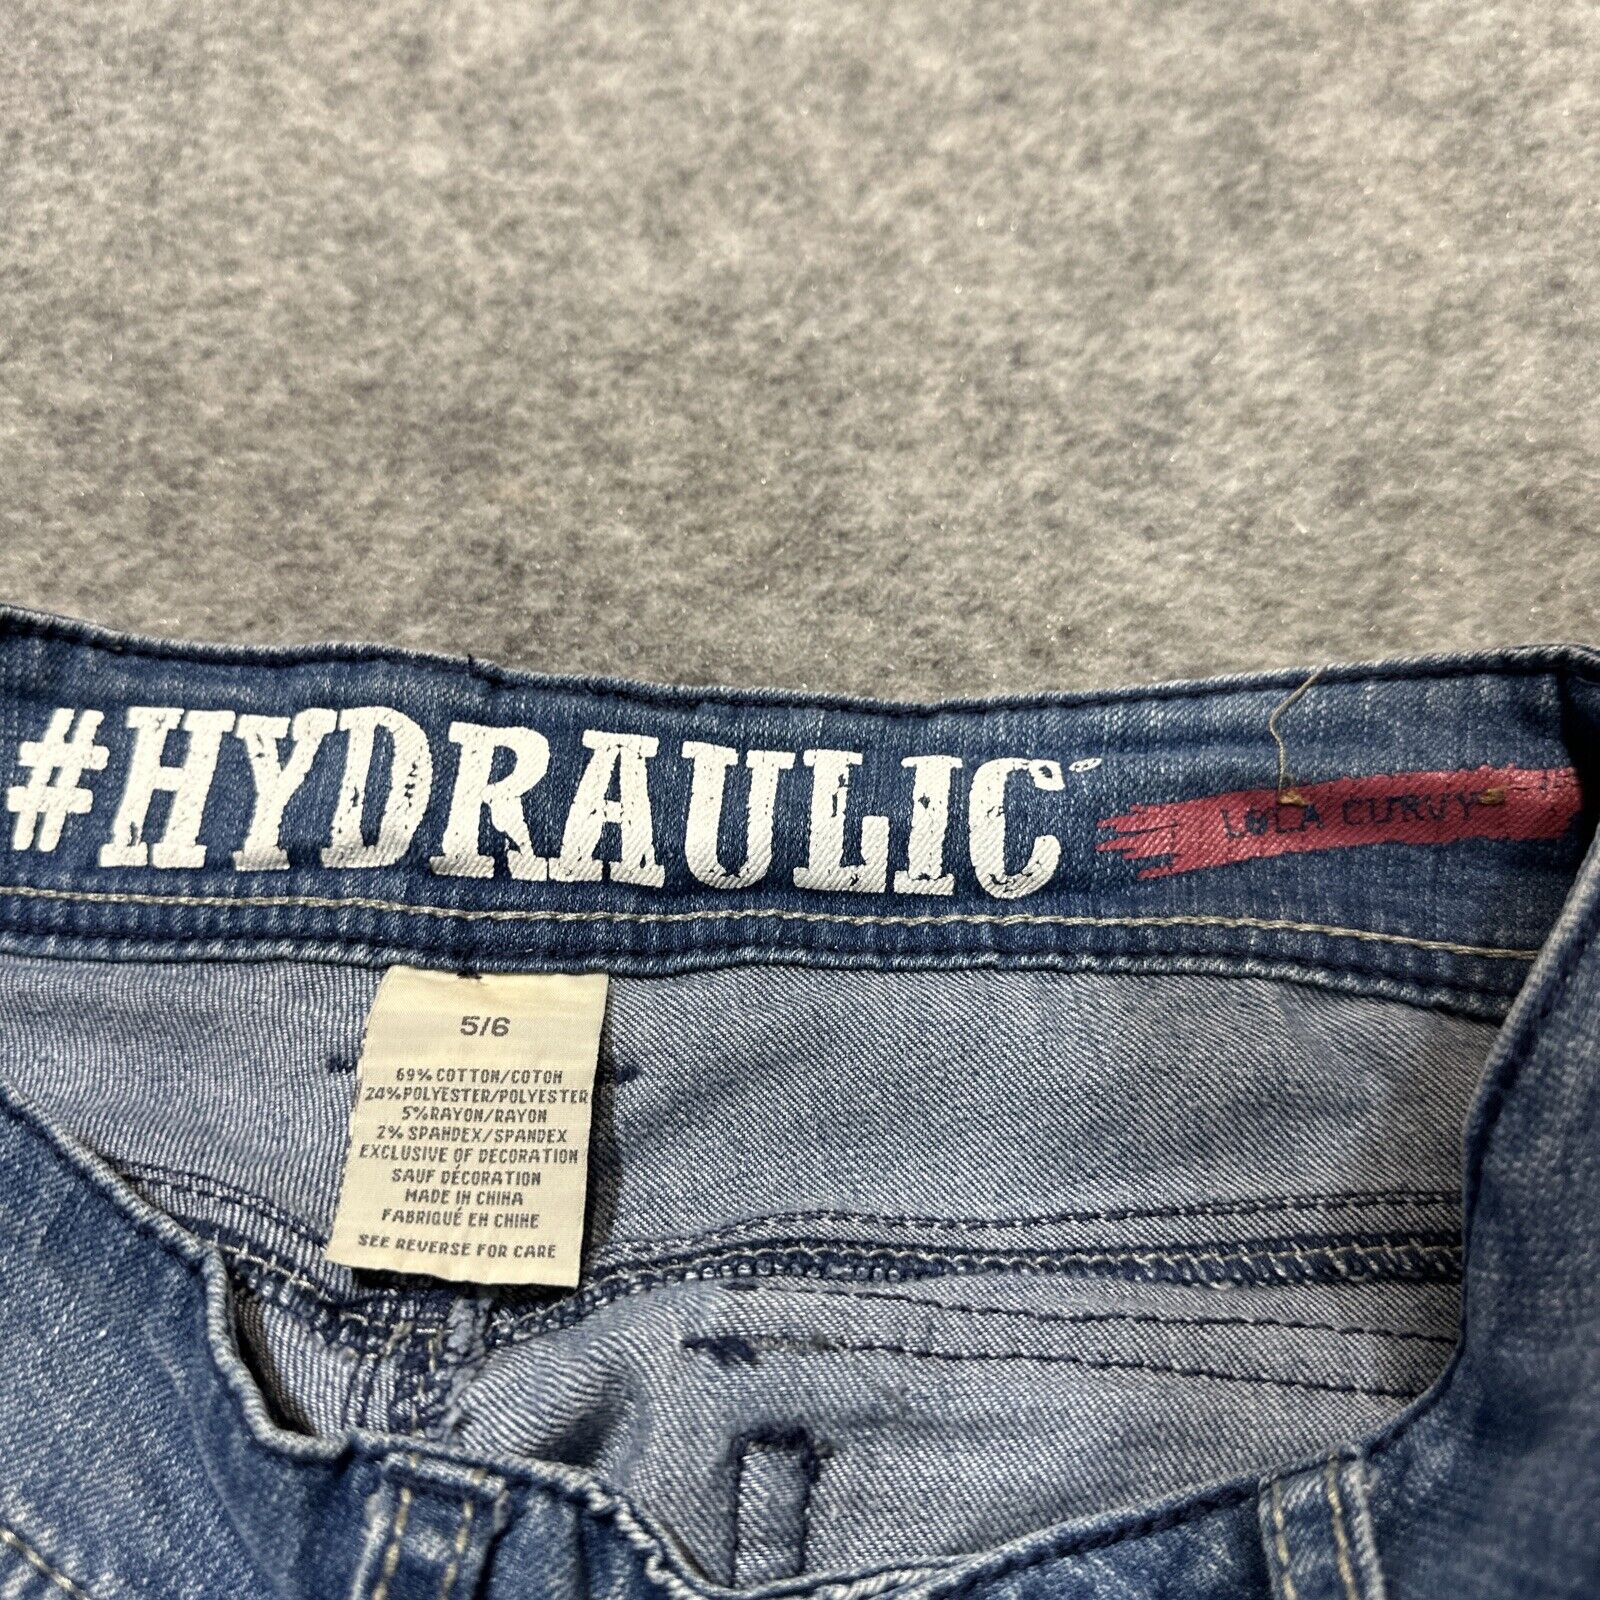 #HYDRAULIC
LOLA CURVY
5/6
69% COTTON/COTON
24%POLYESTER/POLYESTER
5%RAYON/RAYON
2% SPANDEX/SPANDEX
EXCLUSIVE OF DECORATION
SAUF DÉCORATION
MADE IN CHINA
FABRIQUÉ EN CHINE
SEE REVERSE FOR CARE